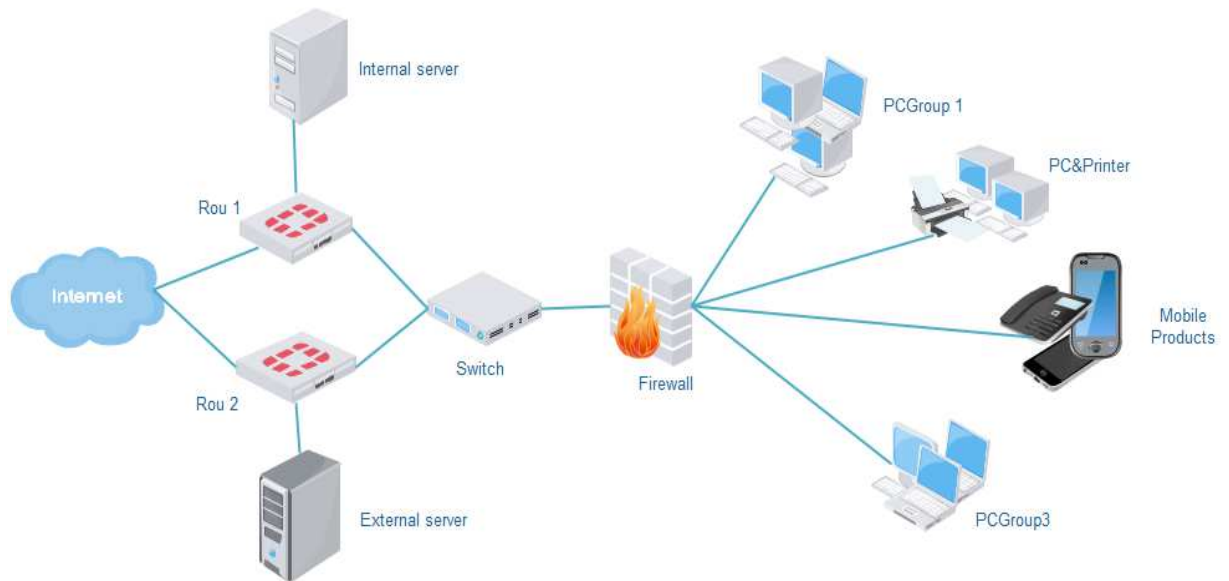 Internal server
PCGroup 1
PC&Printer
Rou 1
Internet
Mobile
Products
Switch
Firewall
Rou 2
External server
PCGroup3